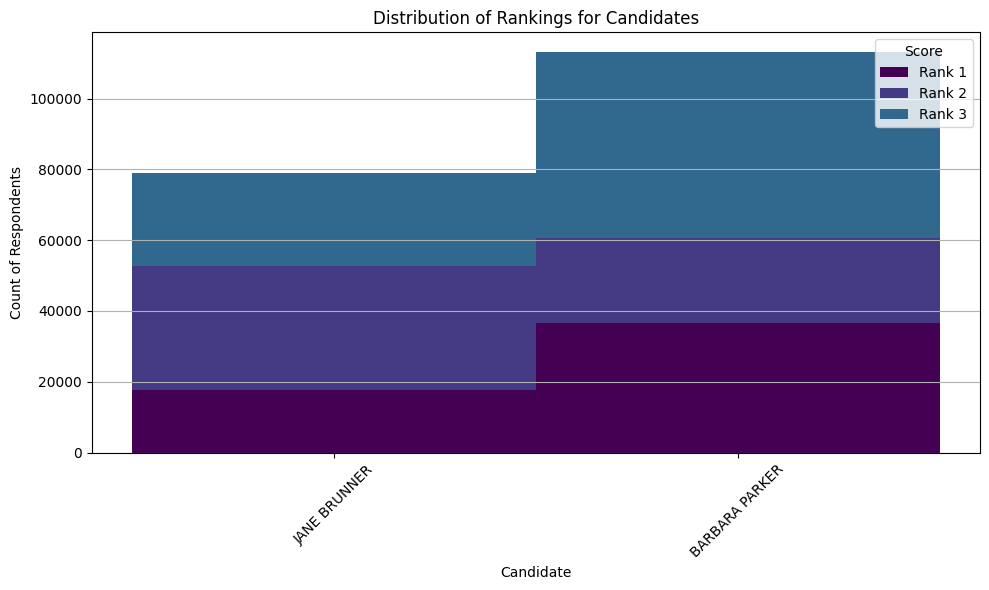 Distribution of Rankings for Candidates
Score
Rank 1
Rank 2
Rank 3
Count of Respondents
100000
80000
60000
40000
20000
0
JANE BRUNNER
BARBARA PARKER
Candidate